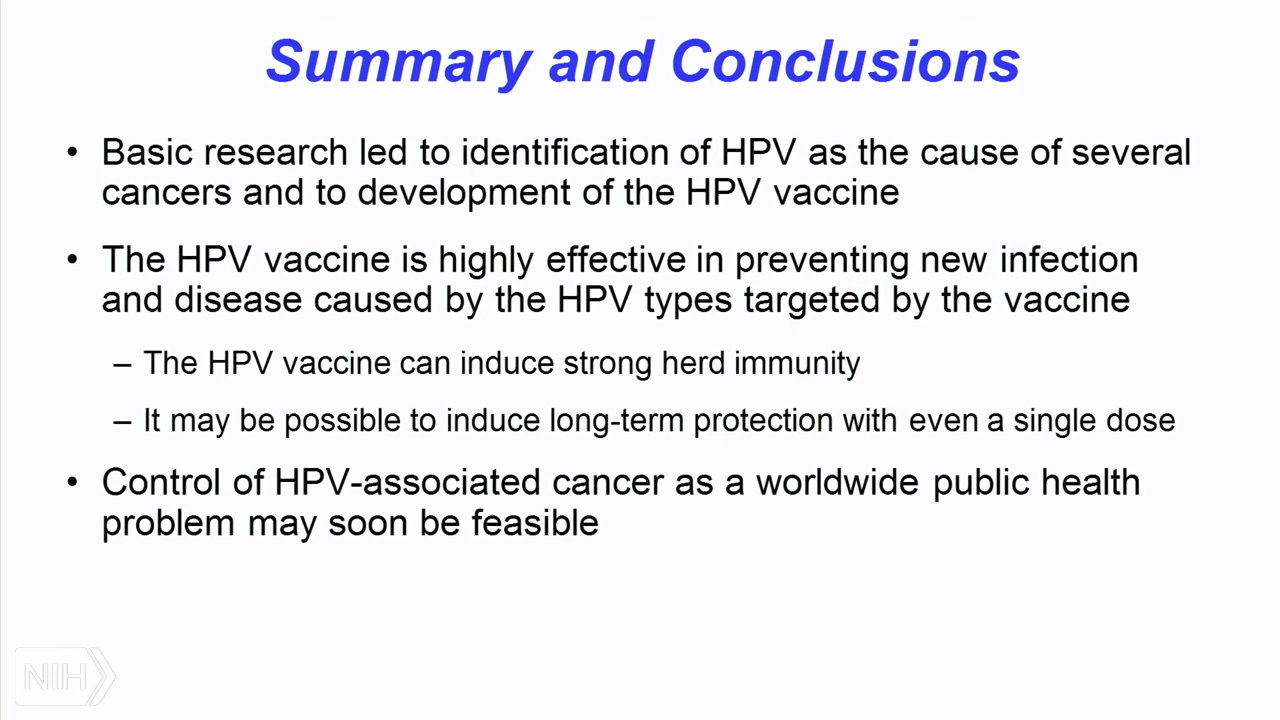 Summary and Conclusions
• Basic research led to identification of HPV as the cause of several
cancers and to development of the HPV vaccine
• The HPV vaccine is highly effective in preventing new infection
and disease caused by the HPV types targeted by the vaccine
– The HPV vaccine can induce strong herd immunity
– It may be possible to induce long-term protection with even a single dose
• Control of HPV-associated cancer as a worldwide public health
problem may soon be feasible
NIH